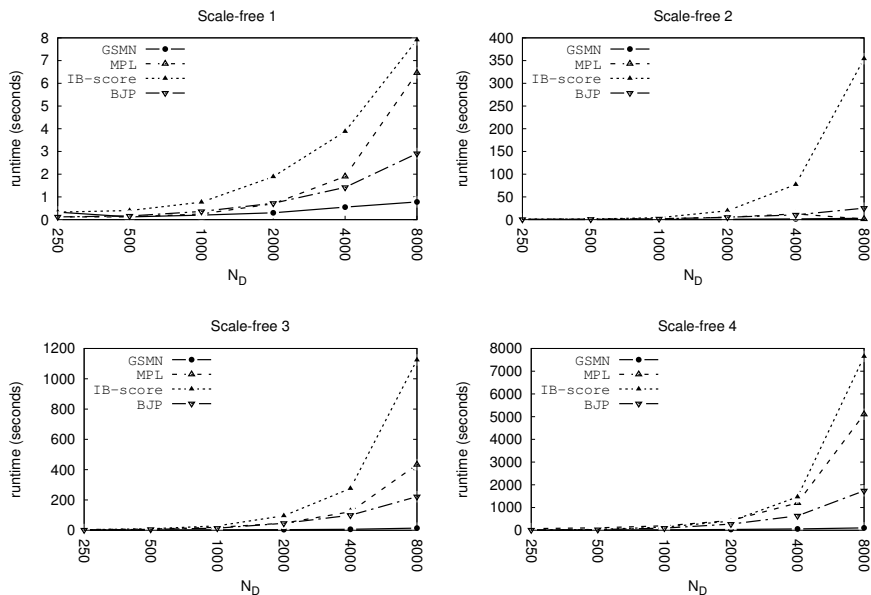 Scale-free 1
runtime (seconds)
8
7
6
5
4
3
2
1
0
GSMN
MPL
IB-score
BJP
250
500
1000
2000
4000
8000
N_D
Scale-free 2
runtime (seconds)
400
350
300
250
200
150
100
50
0
GSMN
MPL
IB-score
BJP
250
500
1000
2000
4000
8000
N_D
Scale-free 3
runtime (seconds)
1200
1000
800
600
400
200
0
GSMN
MPL
IB-score
BJP
250
500
1000
2000
4000
8000
N_D
Scale-free 4
runtime (seconds)
8000
7000
6000
5000
4000
3000
2000
1000
0
GSMN
MPL
IB-score
BJP
250
500
1000
2000
4000
8000
N_D